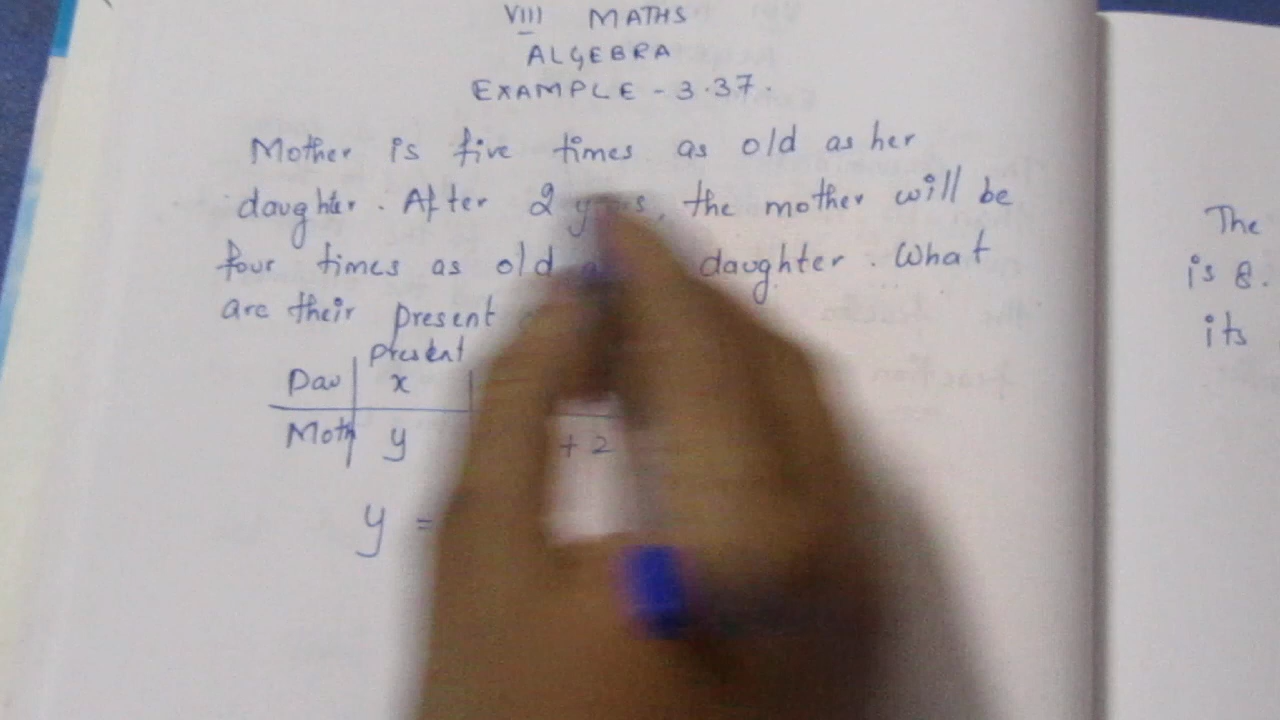 VIII MATHS
ALGEBRA
EXAMPLE - 3.37.
Mother is five times as old as her
daughter. After 2 the mother will be
four times as old daughter. What
are their present
present
Dau x
Moth y + 2
y =
The
is 8.
its